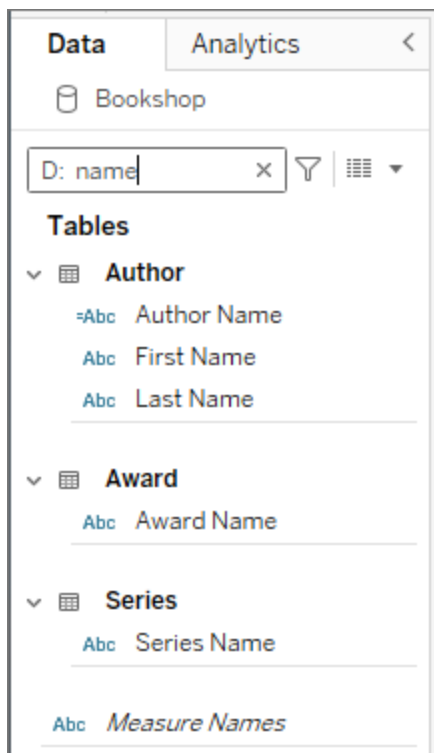 Data Analytics <
Bookshop
D: name ×
Tables
Author
=Abc Author Name
Abc First Name
Abc Last Name
Award
Abc Award Name
Series
Abc Series Name
Abc Measure Names